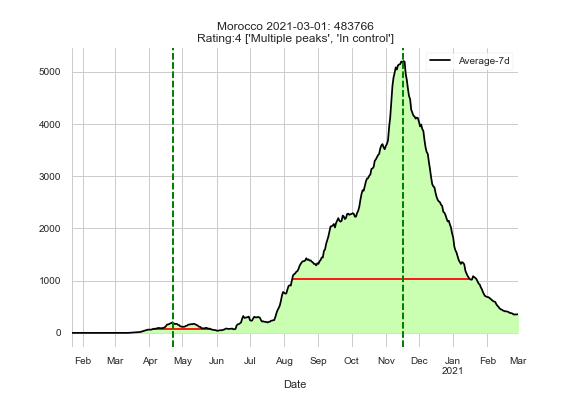 Morocco 2021-03-01: 483766
Rating:4 ['Multiple peaks', 'In control']
Average-7d
5000
4000
3000
2000
1000
0
Feb Mar Apr May Jun Jul Aug Sep Oct Nov Dec Jan Feb Mar
2021
Date